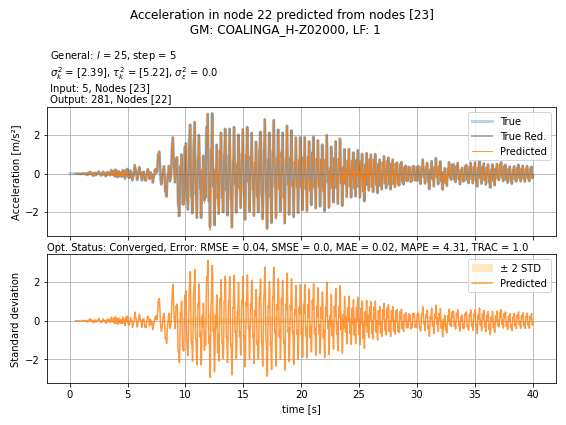 Acceleration in node 22 predicted from nodes [23]
GM: COALINGA_H-Z02000, LF: 1
General: l = 25, step = 5
σ²ₖ = [2.39], τ²ₖ = [5.22], σ²ε = 0.0
Input: 5, Nodes [23]
Output: 281, Nodes [22]
Acceleration [m/s²]
2
0
−2
True
True Red.
Predicted
Opt. Status: Converged, Error: RMSE = 0.04, SMSE = 0.0, MAE = 0.02, MAPE = 4.31, TRAC = 1.0
Standard deviation
2
0
−2
± 2 STD
Predicted
0 5 10 15 20 25 30 35 40
time [s]